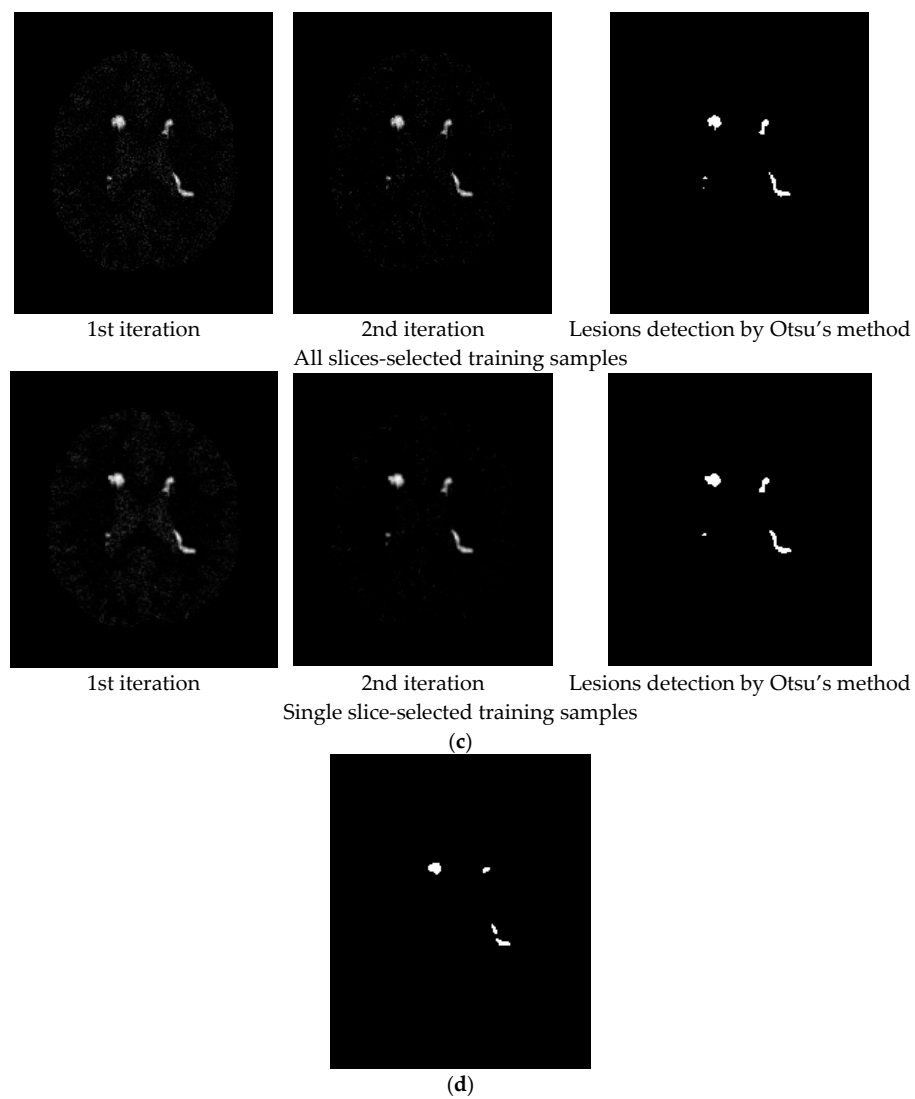 1st iteration 2nd iteration Lesions detection by Otsu's method
All slices-selected training samples
1st iteration 2nd iteration Lesions detection by Otsu's method
Single slice-selected training samples
(c)
(d)